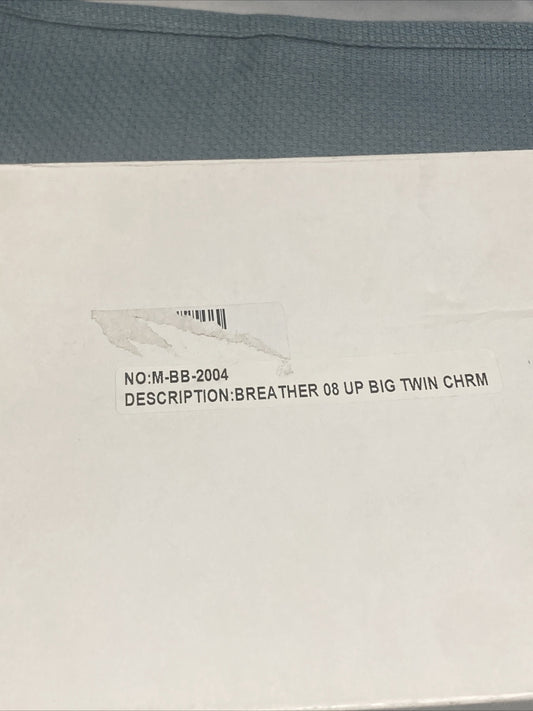 NO:M-BB-2004
DESCRIPTION:BREATHER 08 UP BIG TWIN CHRM